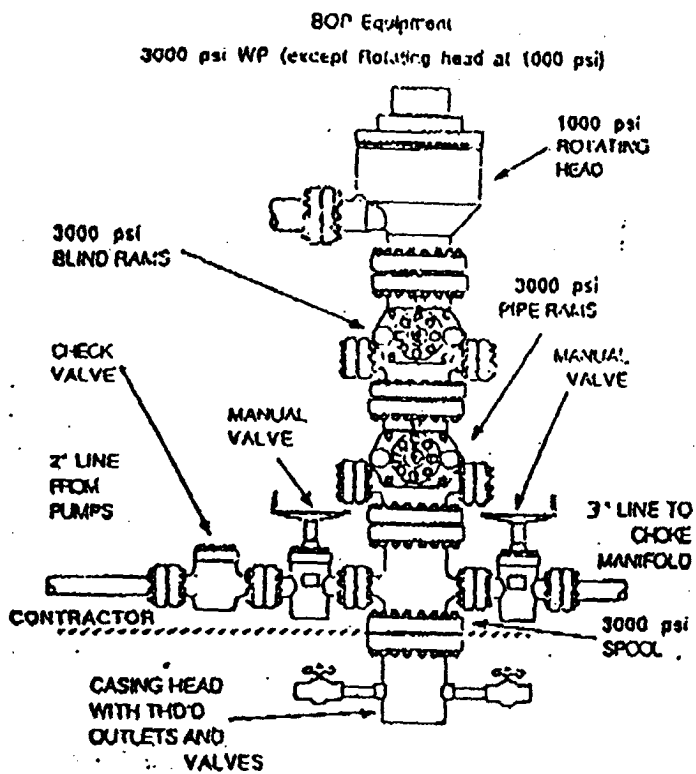 BOP Equipment
3000 psi WP (except Rotating head at 1000 psi)
1000 psi
ROTATING
HEAD
3000 psi
BLIND RAMS
3000 psi
PIPE RAMS
CHECK
VALVE
MANUAL
VALVE
MANUAL
VALVE
2" LINE
FROM
PUMPS
3" LINE TO
CHOKE
MANIFOLD
CONTRACTOR
3000 psi
SPOOL
CASING HEAD
WITH THD'D
OUTLETS AND
VALVES